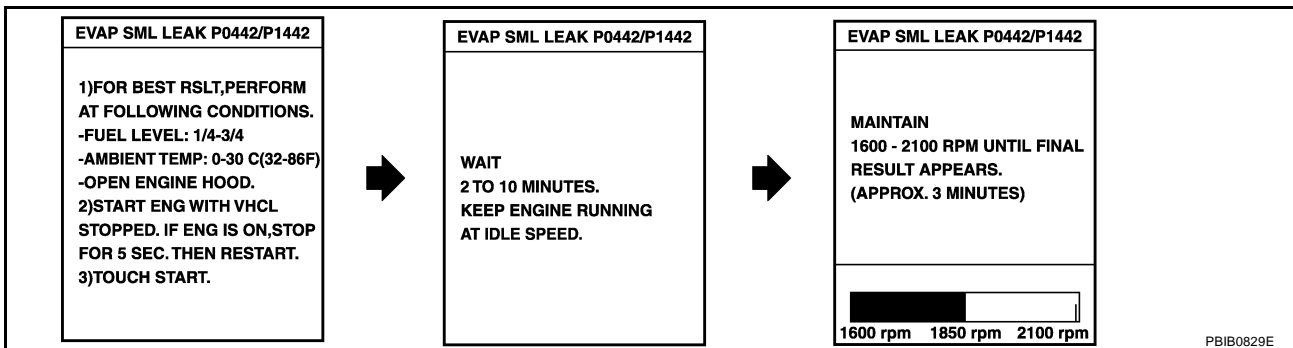 EVAP SML LEAK P0442/P1442
1)FOR BEST RSLT,PERFORM
AT FOLLOWING CONDITIONS.
-FUEL LEVEL: 1/4-3/4
-AMBIENT TEMP: 0-30 C(32-86F)
-OPEN ENGINE HOOD.
2)START ENG WITH VHCL
STOPPED. IF ENG IS ON,STOP
FOR 5 SEC. THEN RESTART.
3)TOUCH START.
EVAP SML LEAK P0442/P1442
WAIT
2 TO 10 MINUTES.
KEEP ENGINE RUNNING
AT IDLE SPEED.
EVAP SML LEAK P0442/P1442
MAINTAIN
1600 - 2100 RPM UNTIL FINAL
RESULT APPEARS.
(APPROX. 3 MINUTES)
1600 rpm 1850 rpm 2100 rpm
PBIB0829E